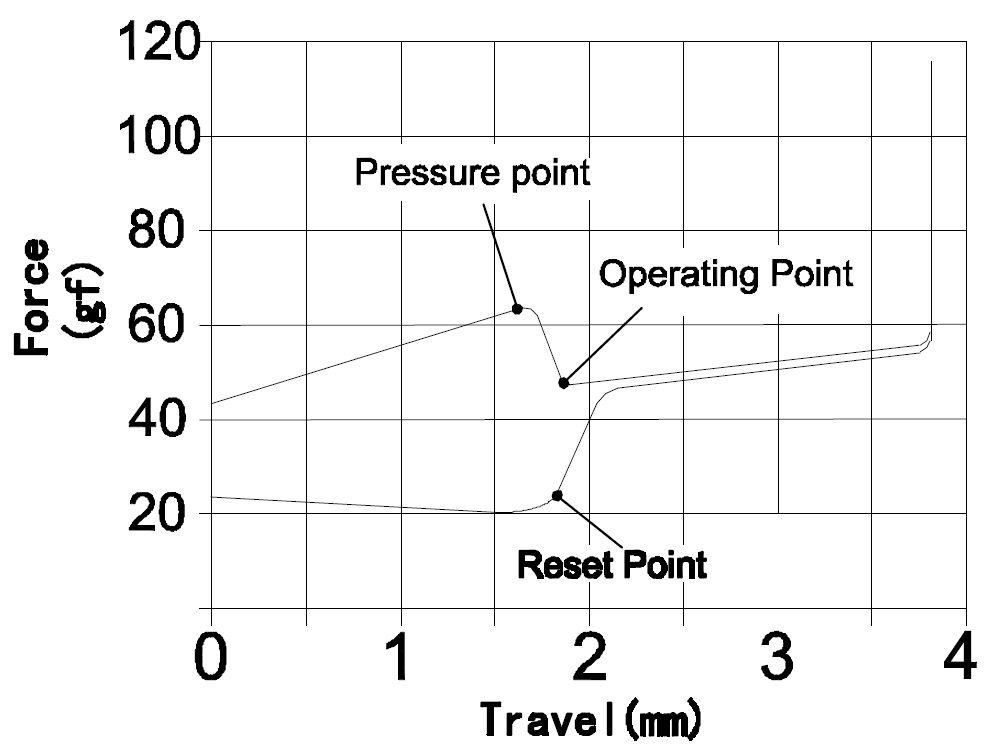 120
100
Pressure point
80
Operating Point
Force
(gf)
60
40
20
Reset Point
0
1
2
3
4
Travel(mm)